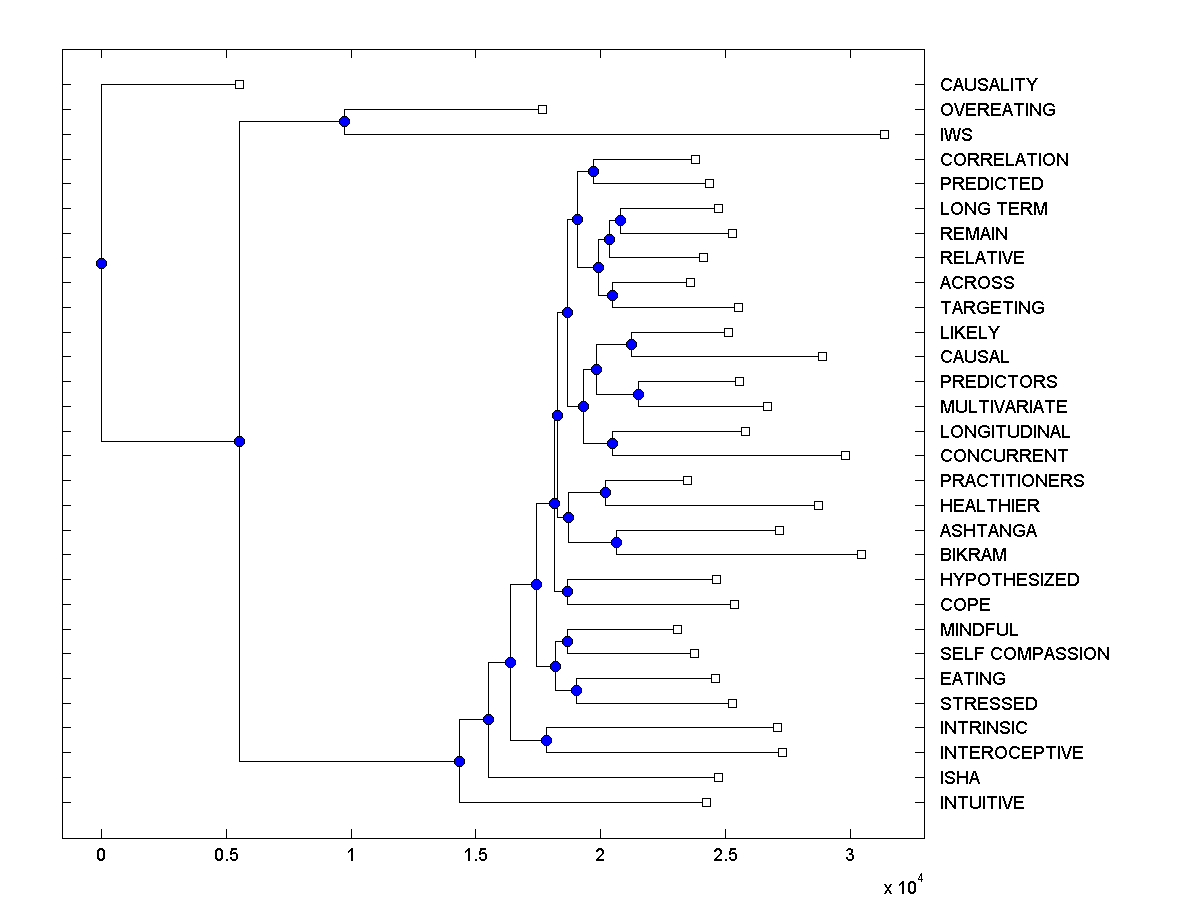 CAUSALITY
OVEREATING
IWS
CORRELATION
PREDICTED
LONG TERM
REMAIN
RELATIVE
ACROSS
TARGETING
LIKELY
CAUSAL
PREDICTORS
MULTIVARIATE
LONGITUDINAL
CONCURRENT
PRACTITIONERS
HEALTHIER
ASHTANGA
BIKRAM
HYPOTHESIZED
COPE
MINDFUL
SELF COMPASSION
EATING
STRESSED
INTRINSIC
INTEROCEPTIVE
ISHA
INTUITIVE
0 0.5 1 1.5 2 2.5 3
x 10^4